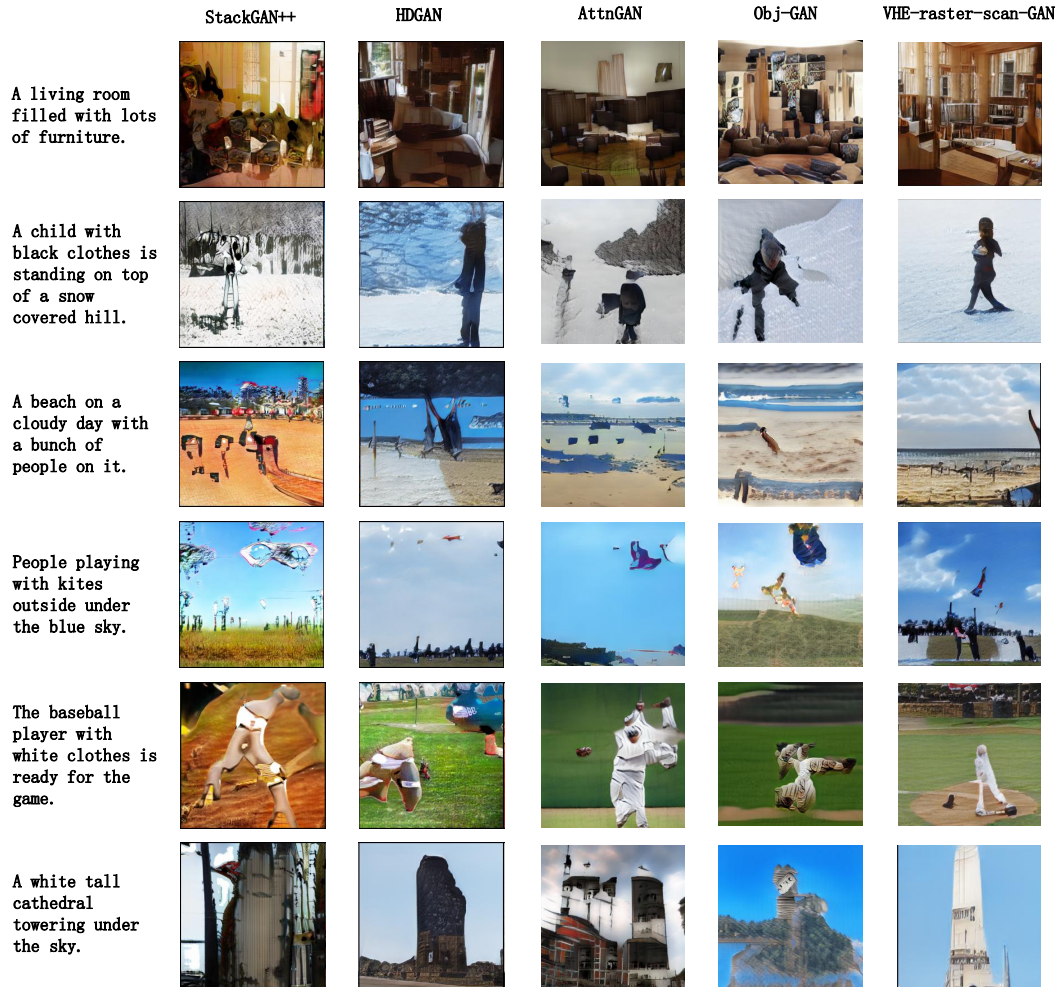 StackGAN++ HDGAN AttnGAN Obj-GAN VHE-raster-scan-GAN
A living room
filled with lots
of furniture.
A child with
black clothes is
standing on top
of a snow
covered hill.
A beach on a
cloudy day with
a bunch of
people on it.
People playing
with kites
outside under
the blue sky.
The baseball
player with
white clothes is
ready for the
game.
A white tall
cathedral
towering under
the sky.